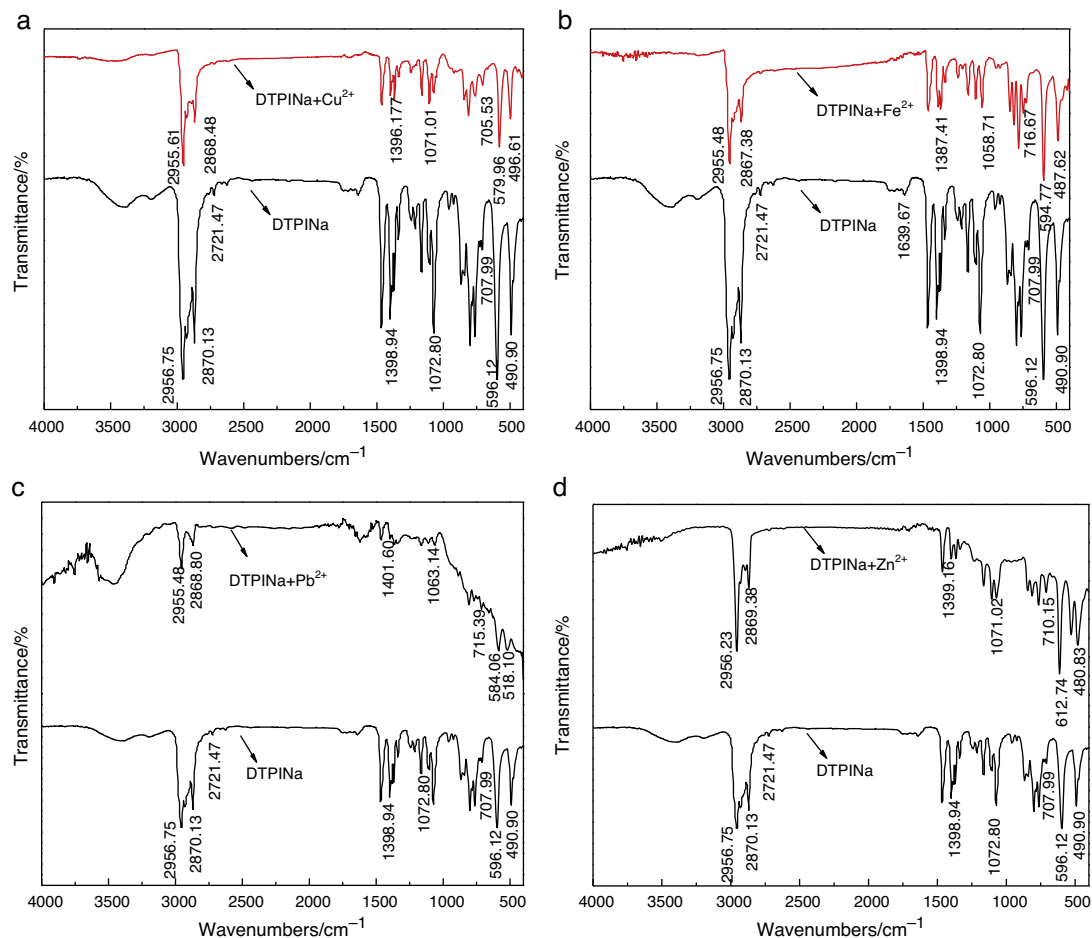 a
Transmittance/%
DTPINa+Cu²⁺
2955.61
2868.48
1396.177
1071.01
705.53
579.96
496.61
DTPINa
2721.47
2956.75
2870.13
1398.94
1072.80
707.99
596.12
490.90
4000 3500 3000 2500 2000 1500 1000 500
Wavenumbers/cm⁻¹
b
Transmittance/%
DTPINa+Fe²⁺
2955.48
2867.38
1387.41
1058.71
716.67
594.77
487.62
DTPINa
2721.47
1639.67
2956.75
2870.13
1398.94
1072.80
707.99
596.12
490.90
4000 3500 3000 2500 2000 1500 1000 500
Wavenumbers/cm⁻¹
c
Transmittance/%
DTPINa+Pb²⁺
2955.48
2868.80
1401.60
1063.14
715.39
584.06
518.10
DTPINa
2721.47
2956.75
2870.13
1398.94
1072.80
707.99
596.12
490.90
4000 3500 3000 2500 2000 1500 1000 500
Wavenumbers/cm⁻¹
d
Transmittance/%
DTPINa+Zn²⁺
2956.23
2869.38
1399.16
1071.02
710.15
612.74
480.83
DTPINa
2721.47
2956.75
2870.13
1398.94
1072.80
707.99
596.12
490.90
4000 3500 3000 2500 2000 1500 1000 500
Wavenumbers/cm⁻¹